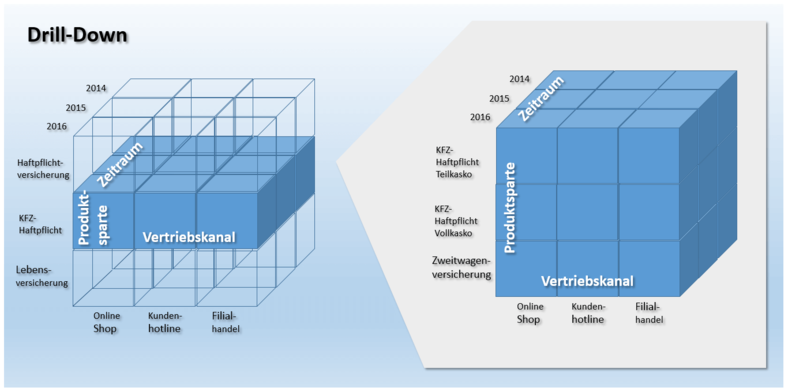 Drill-Down
2014
2015
2016
Zeitraum
Haftpflicht-
versicherung
KFZ-
Haftpflicht
Lebens-
versicherung
Produkt-
sparte
Vertriebskanal
Online
Shop
Kunden-
hotline
Filial-
handel
2014
2015
2016
Zeitraum
KFZ-
Haftpflicht
Teilkasko
KFZ-
Haftpflicht
Vollkasko
Zweitwagen-
versicherung
Produktsparte
Vertriebskanal
Online
Shop
Kunden-
hotline
Filial-
handel